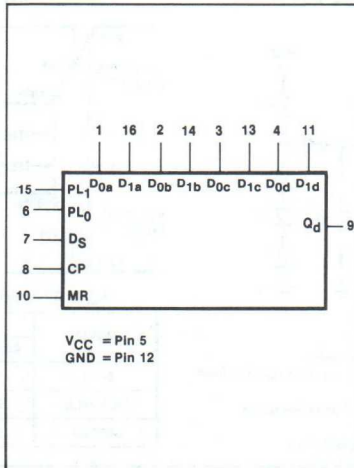 1 16 2 14 3 13 4 11
D0a D1a D0b D1b D0c D1c D0d D1d
15 PL1
6 PL0
7 DS
8 CP
10 MR
Qd 9
VCC = Pin 5
GND = Pin 12